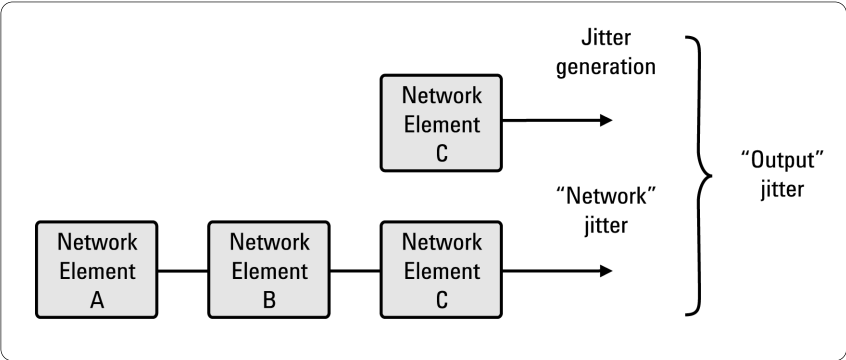 Jitter
generation
Network
Element
C
“Output”
jitter
“Network”
jitter
Network
Element
A
Network
Element
B
Network
Element
C